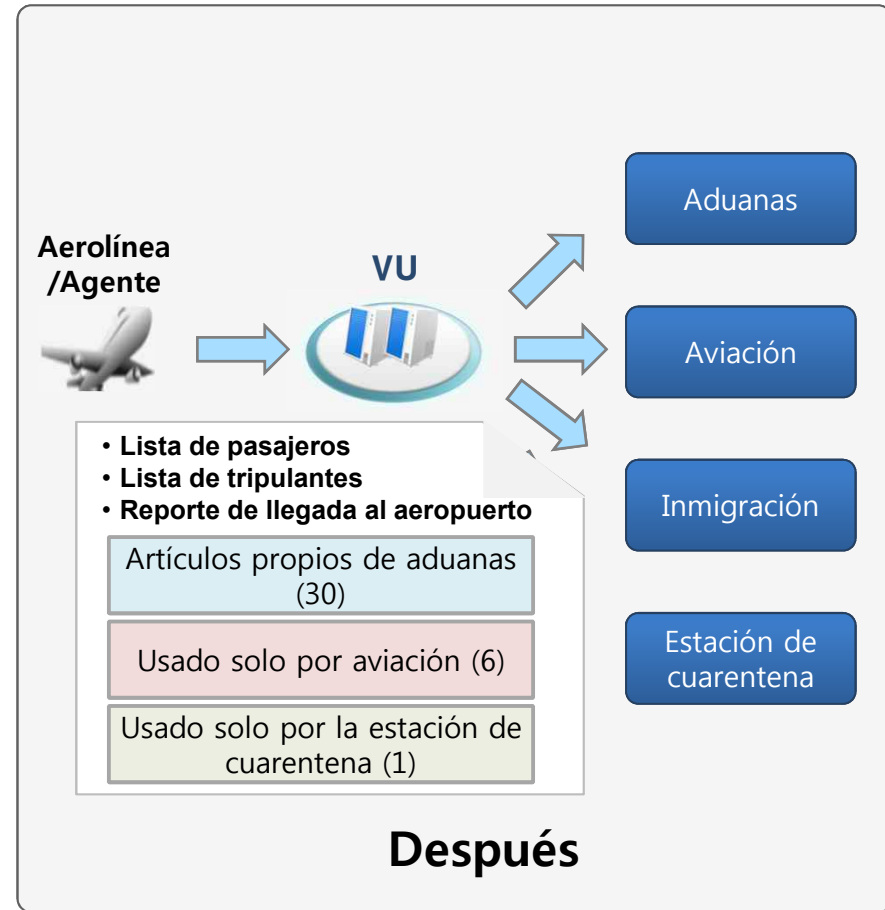 Aerolínea
/Agente
VU
Aduanas
Aviación
Inmigración
Estación de
cuarentena
• Lista de pasajeros
• Lista de tripulantes
• Reporte de llegada al aeropuerto
Artículos propios de aduanas
(30)
Usado solo por aviación (6)
Usado solo por la estación de
cuarentena (1)
Después